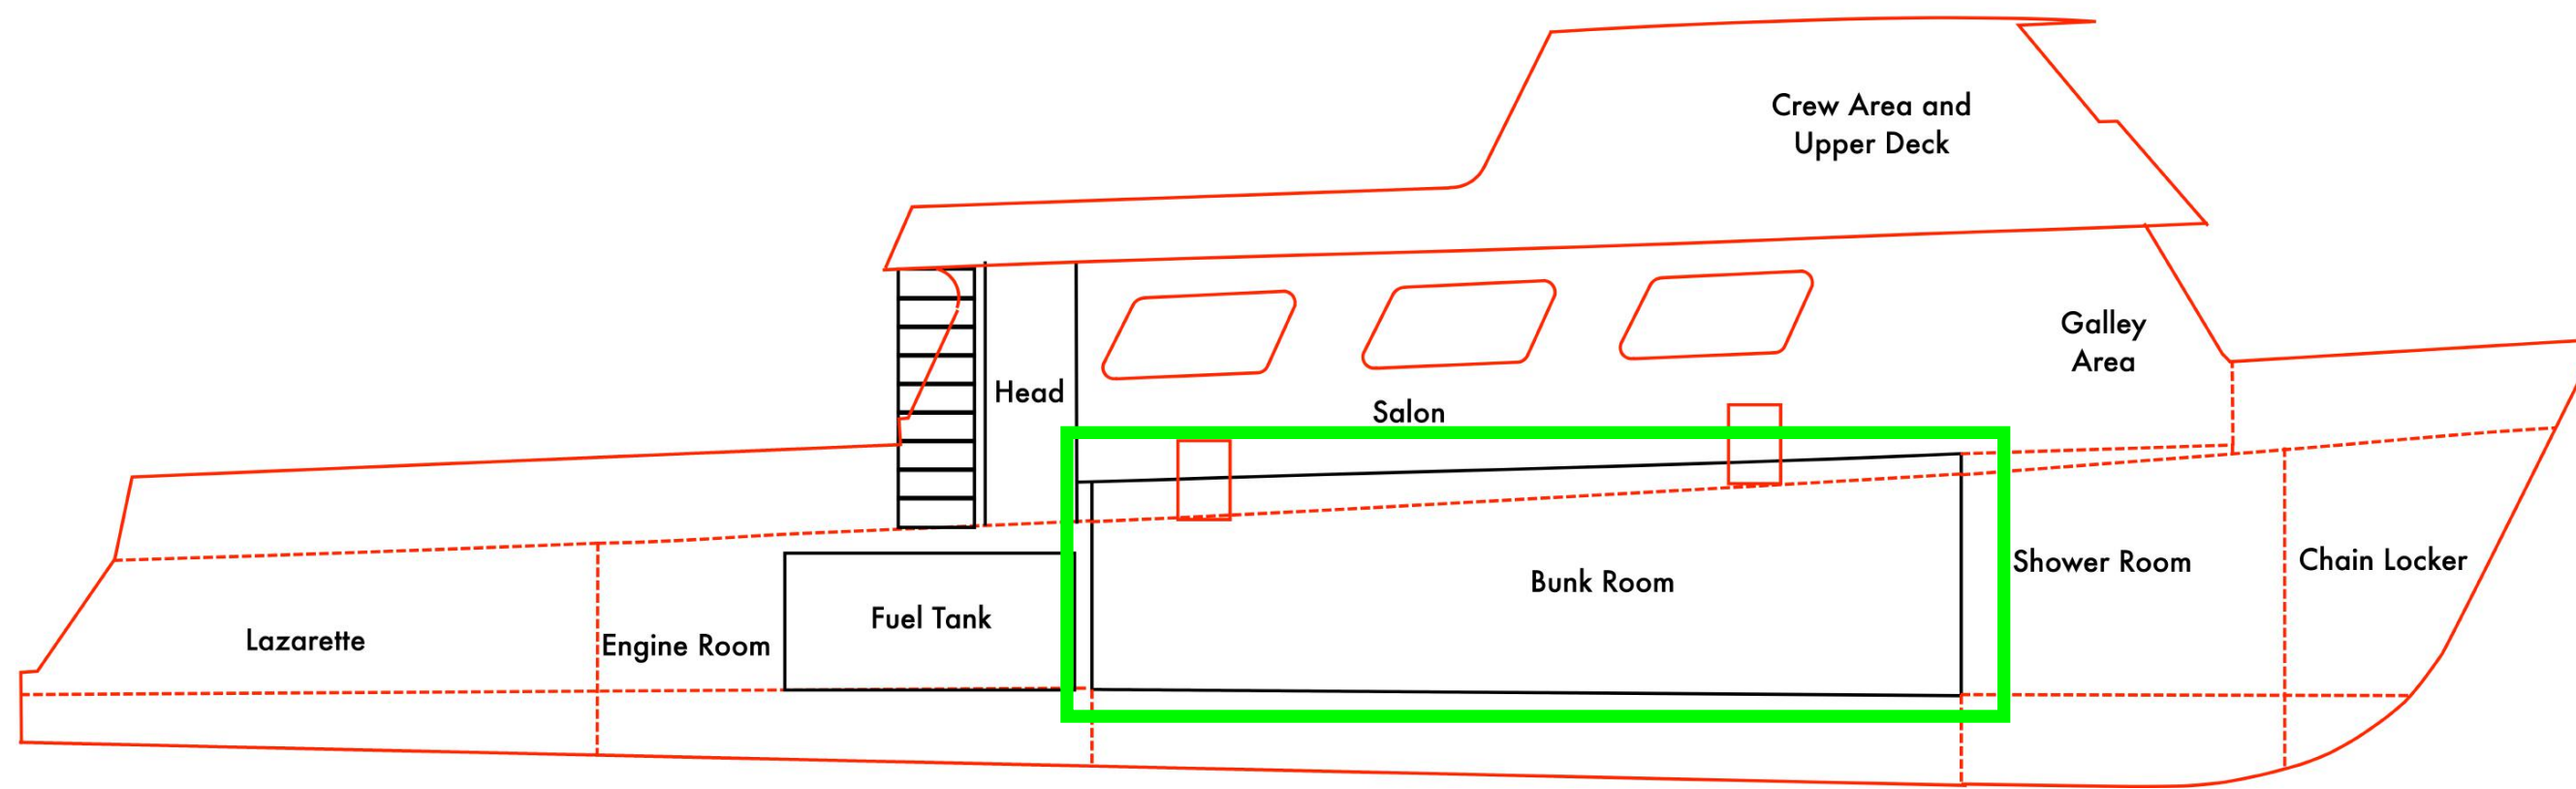 Crew Area and
Upper Deck
Galley
Area
Head
Salon
Bunk Room
Shower Room
Chain Locker
Fuel Tank
Engine Room
Lazarette